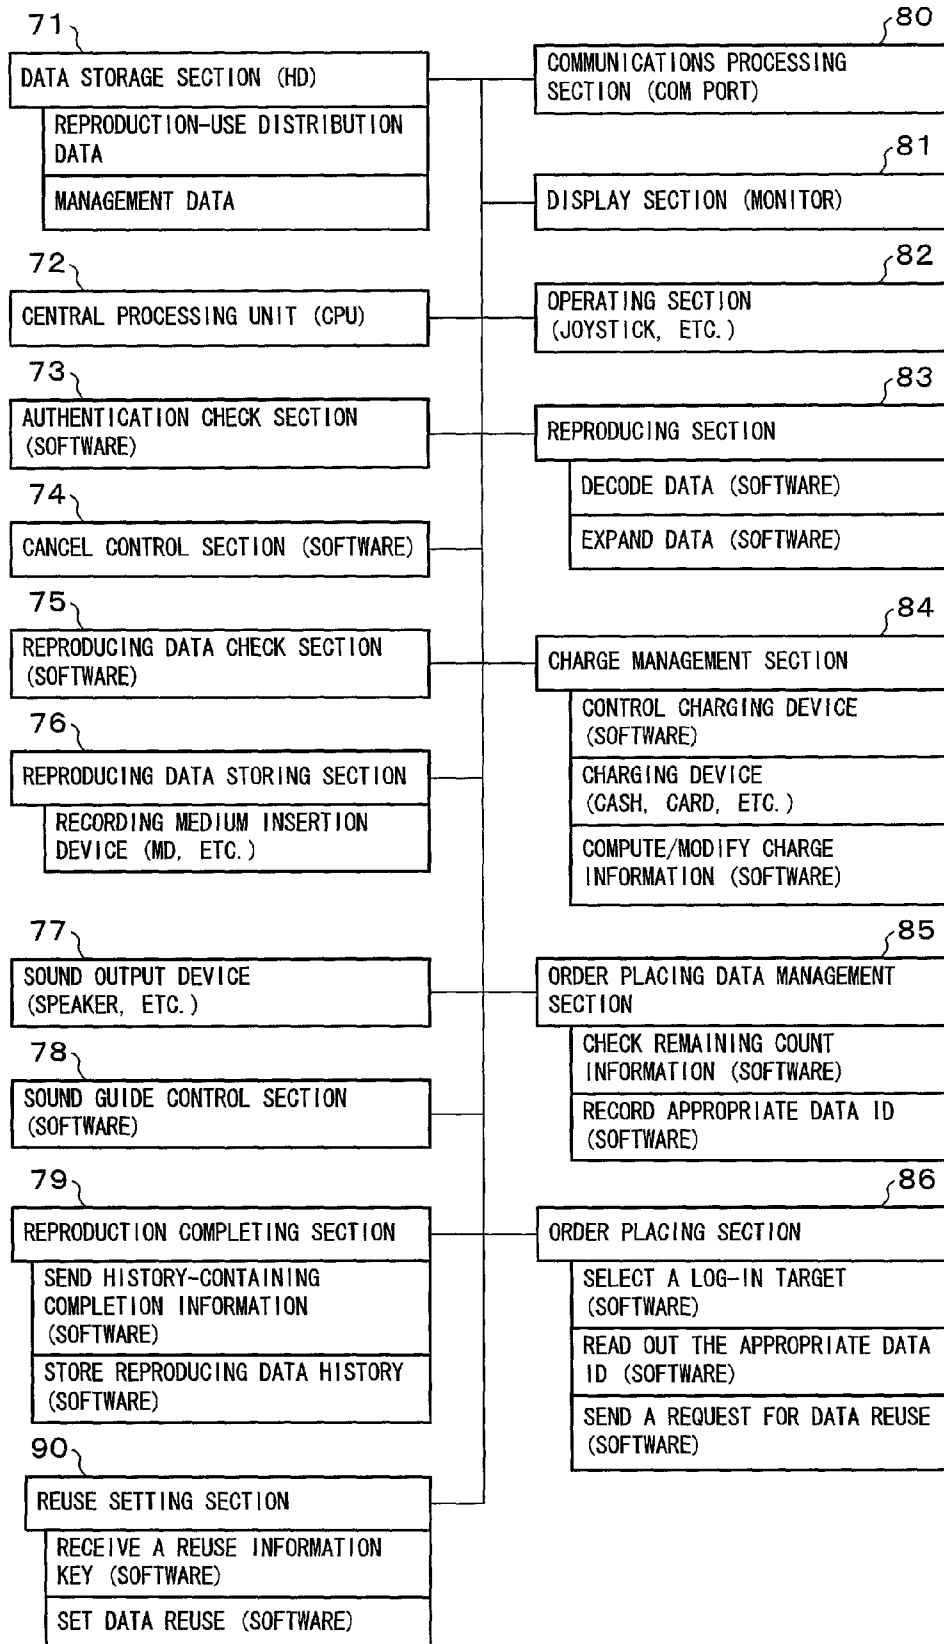 71
DATA STORAGE SECTION (HD)
REPRODUCTION-USE DISTRIBUTION
DATA
MANAGEMENT DATA
72
CENTRAL PROCESSING UNIT (CPU)
73
AUTHENTICATION CHECK SECTION
(SOFTWARE)
74
CANCEL CONTROL SECTION (SOFTWARE)
75
REPRODUCING DATA CHECK SECTION
(SOFTWARE)
76
REPRODUCING DATA STORING SECTION
RECORDING MEDIUM INSERTION
DEVICE (MD, ETC.)
77
SOUND OUTPUT DEVICE
(SPEAKER, ETC.)
78
SOUND GUIDE CONTROL SECTION
(SOFTWARE)
79
REPRODUCTION COMPLETING SECTION
SEND HISTORY-CONTAINING
COMPLETION INFORMATION
(SOFTWARE)
STORE REPRODUCING DATA HISTORY
(SOFTWARE)
90
REUSE SETTING SECTION
RECEIVE A REUSE INFORMATION
KEY (SOFTWARE)
SET DATA REUSE (SOFTWARE)
80
COMMUNICATIONS PROCESSING
SECTION (COM PORT)
81
DISPLAY SECTION (MONITOR)
82
OPERATING SECTION
(JOYSTICK, ETC.)
83
REPRODUCING SECTION
DECODE DATA (SOFTWARE)
EXPAND DATA (SOFTWARE)
84
CHARGE MANAGEMENT SECTION
CONTROL CHARGING DEVICE
(SOFTWARE)
CHARGING DEVICE
(CASH, CARD, ETC.)
COMPUTE/MODIFY CHARGE
INFORMATION (SOFTWARE)
85
ORDER PLACING DATA MANAGEMENT
SECTION
CHECK REMAINING COUNT
INFORMATION (SOFTWARE)
RECORD APPROPRIATE DATA ID
(SOFTWARE)
86
ORDER PLACING SECTION
SELECT A LOG-IN TARGET
(SOFTWARE)
READ OUT THE APPROPRIATE DATA
ID (SOFTWARE)
SEND A REQUEST FOR DATA REUSE
(SOFTWARE)